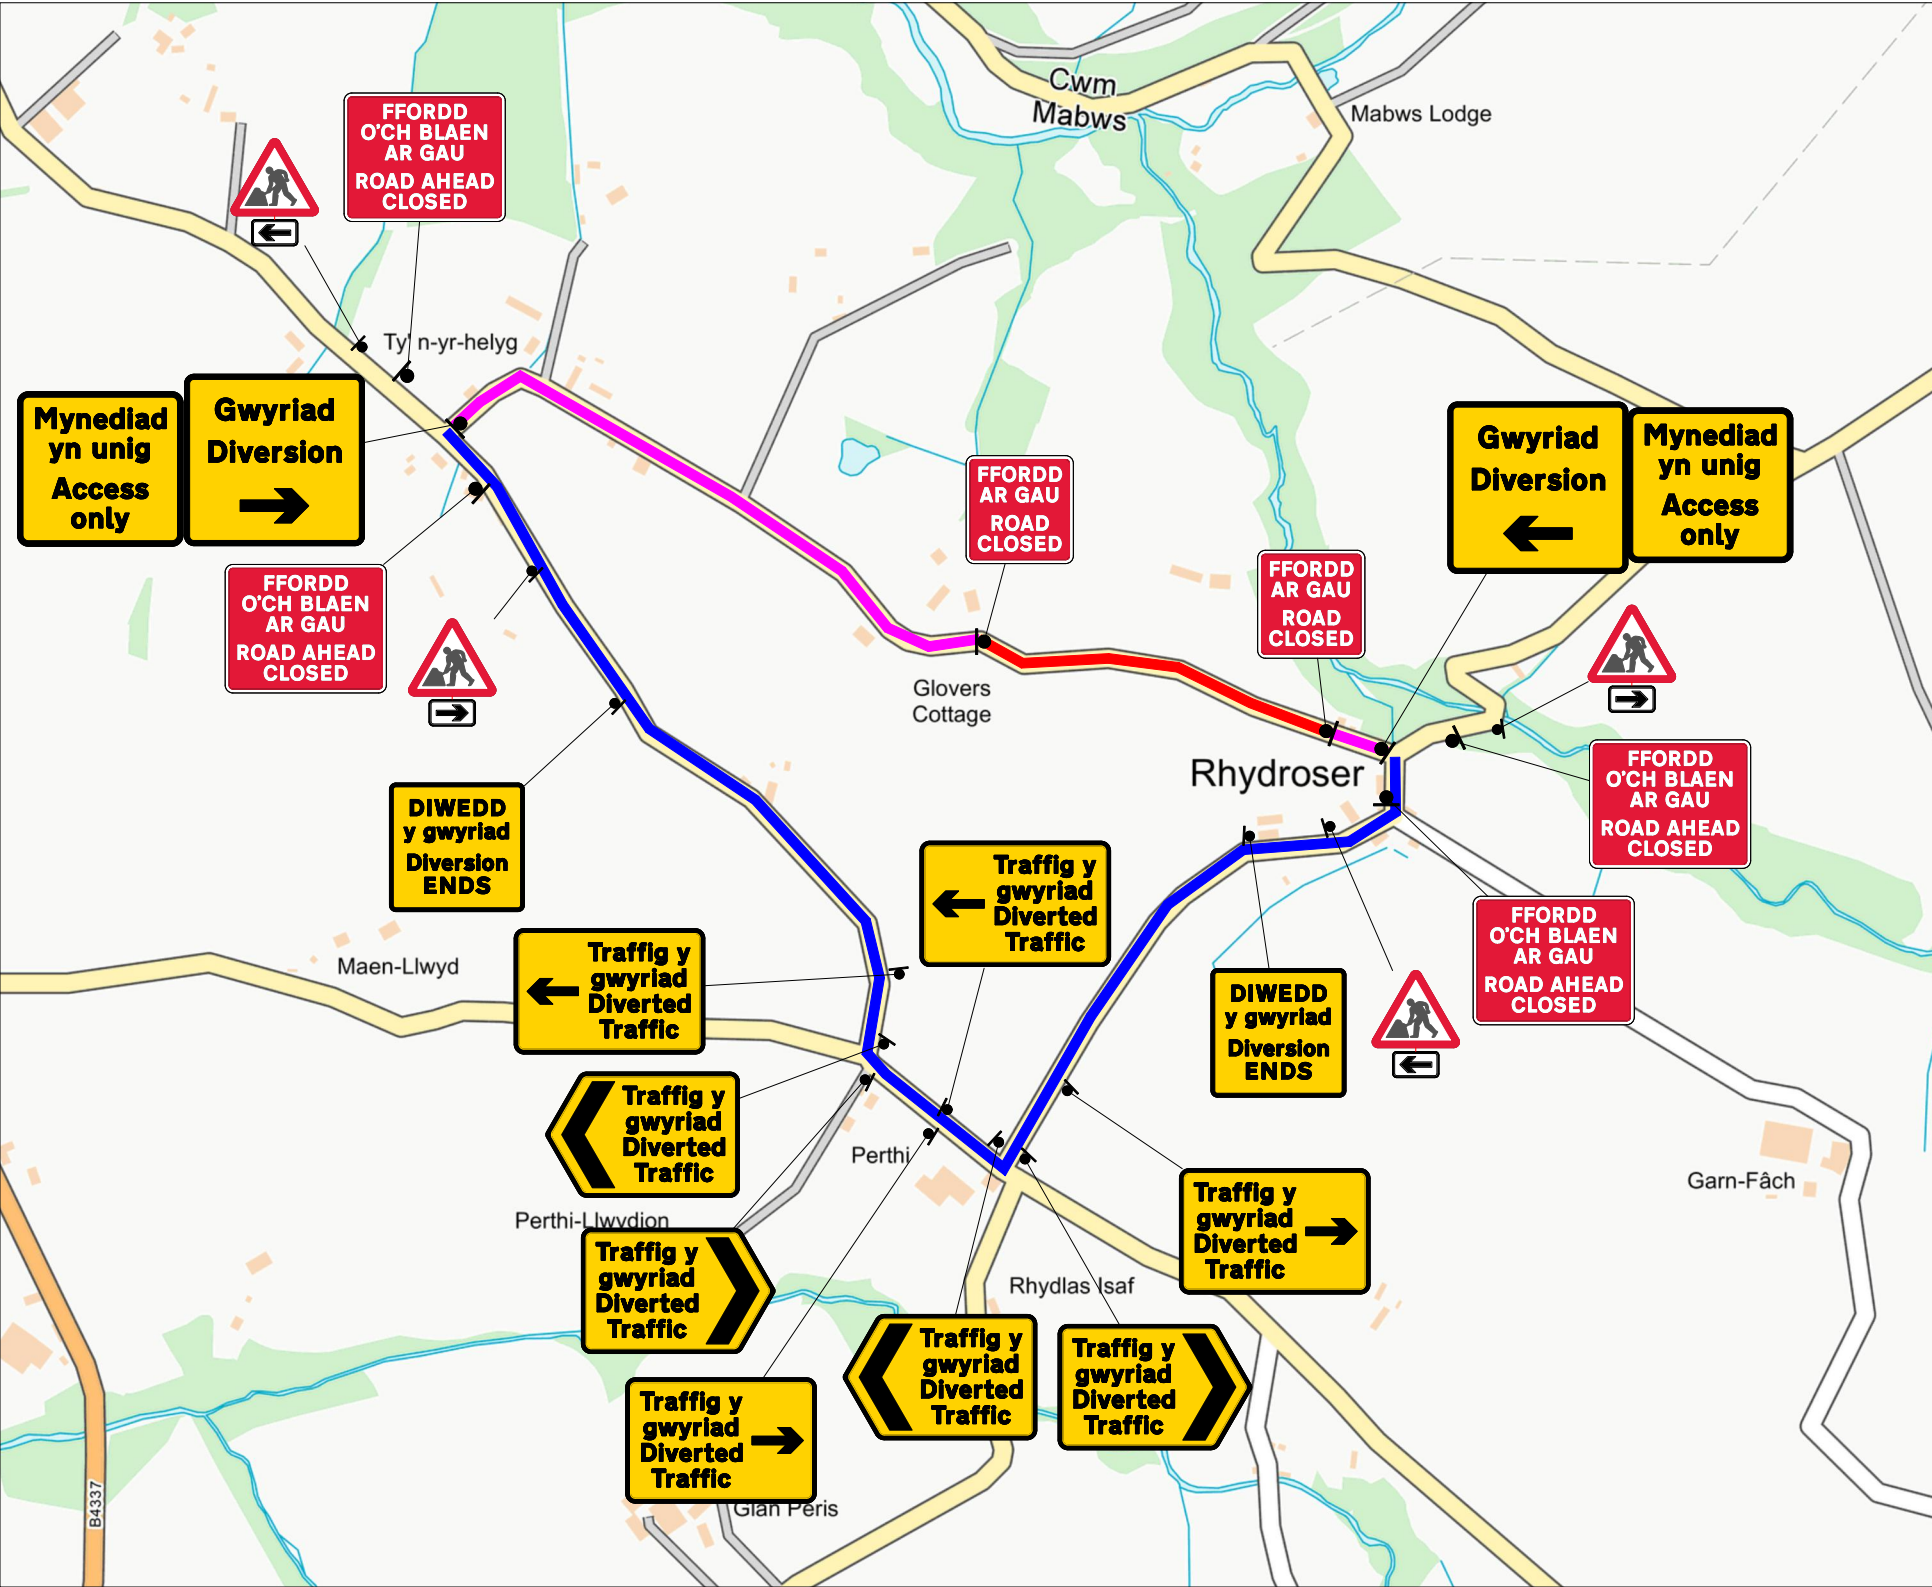 Cwm
Mabws
Mabws Lodge
FFORDD
O'CH BLAEN
AR GAU
ROAD AHEAD
CLOSED
Ty' n-yr-helyg
Mynediad
yn unig
Access
only
Gwyriad
Diversion
Gwyriad
Diversion
Mynediad
yn unig
Access
only
FFORDD
AR GAU
ROAD
CLOSED
FFORDD
AR GAU
ROAD
CLOSED
FFORDD
O'CH BLAEN
AR GAU
ROAD AHEAD
CLOSED
Glovers
Cottage
Rhydroser
FFORDD
O'CH BLAEN
AR GAU
ROAD AHEAD
CLOSED
DIWEDD
y gwyriad
Diversion
ENDS
Traffig y
gwyriad
Diverted
Traffic
FFORDD
O'CH BLAEN
AR GAU
ROAD AHEAD
CLOSED
Maen-Llwyd
Traffig y
gwyriad
Diverted
Traffic
DIWEDD
y gwyriad
Diversion
ENDS
Traffig y
gwyriad
Diverted
Traffic
Perthi
Garn-Fâch
Traffig y
gwyriad
Diverted
Traffic
Perthi-Llwydion
Traffig y
gwyriad
Diverted
Traffic
Rhydlas Isaf
Traffig y
gwyriad
Diverted
Traffic
Traffig y
gwyriad
Diverted
Traffic
Traffig y
gwyriad
Diverted
Traffic
Glan Peris
B4337